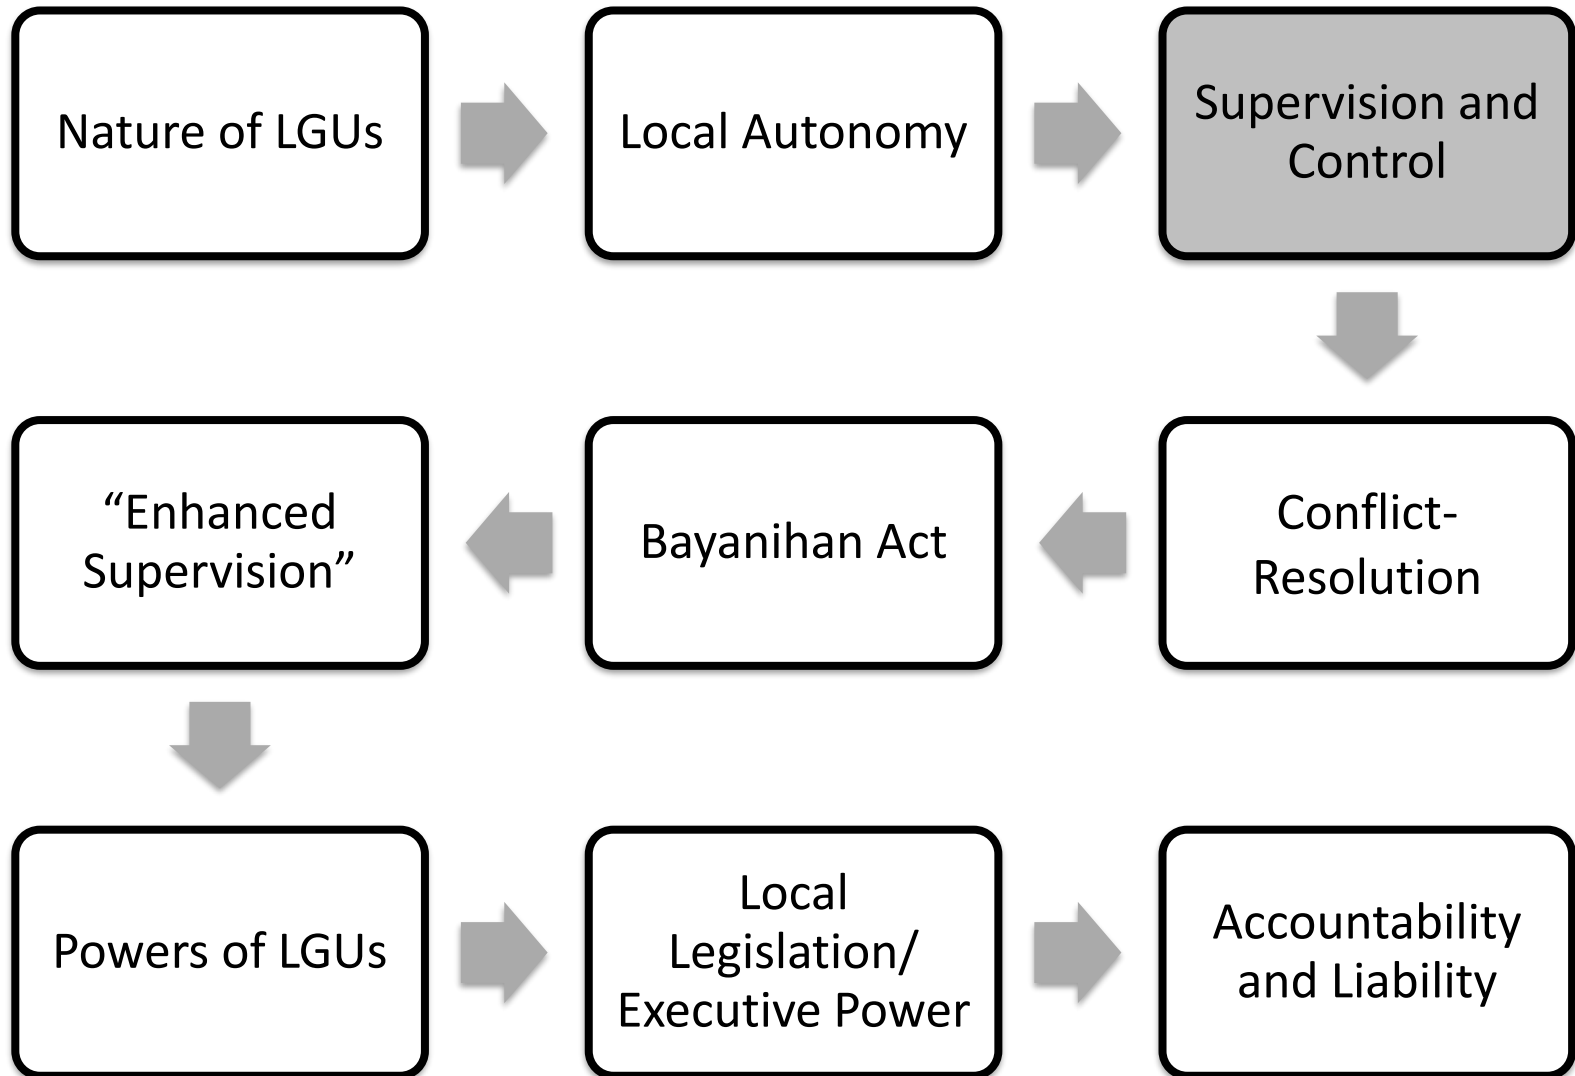 Nature of LGUs
Local Autonomy
Supervision and
Control
Conflict-
Resolution
Bayanihan Act
“Enhanced
Supervision”
Powers of LGUs
Local
Legislation/
Executive Power
Accountability
and Liability